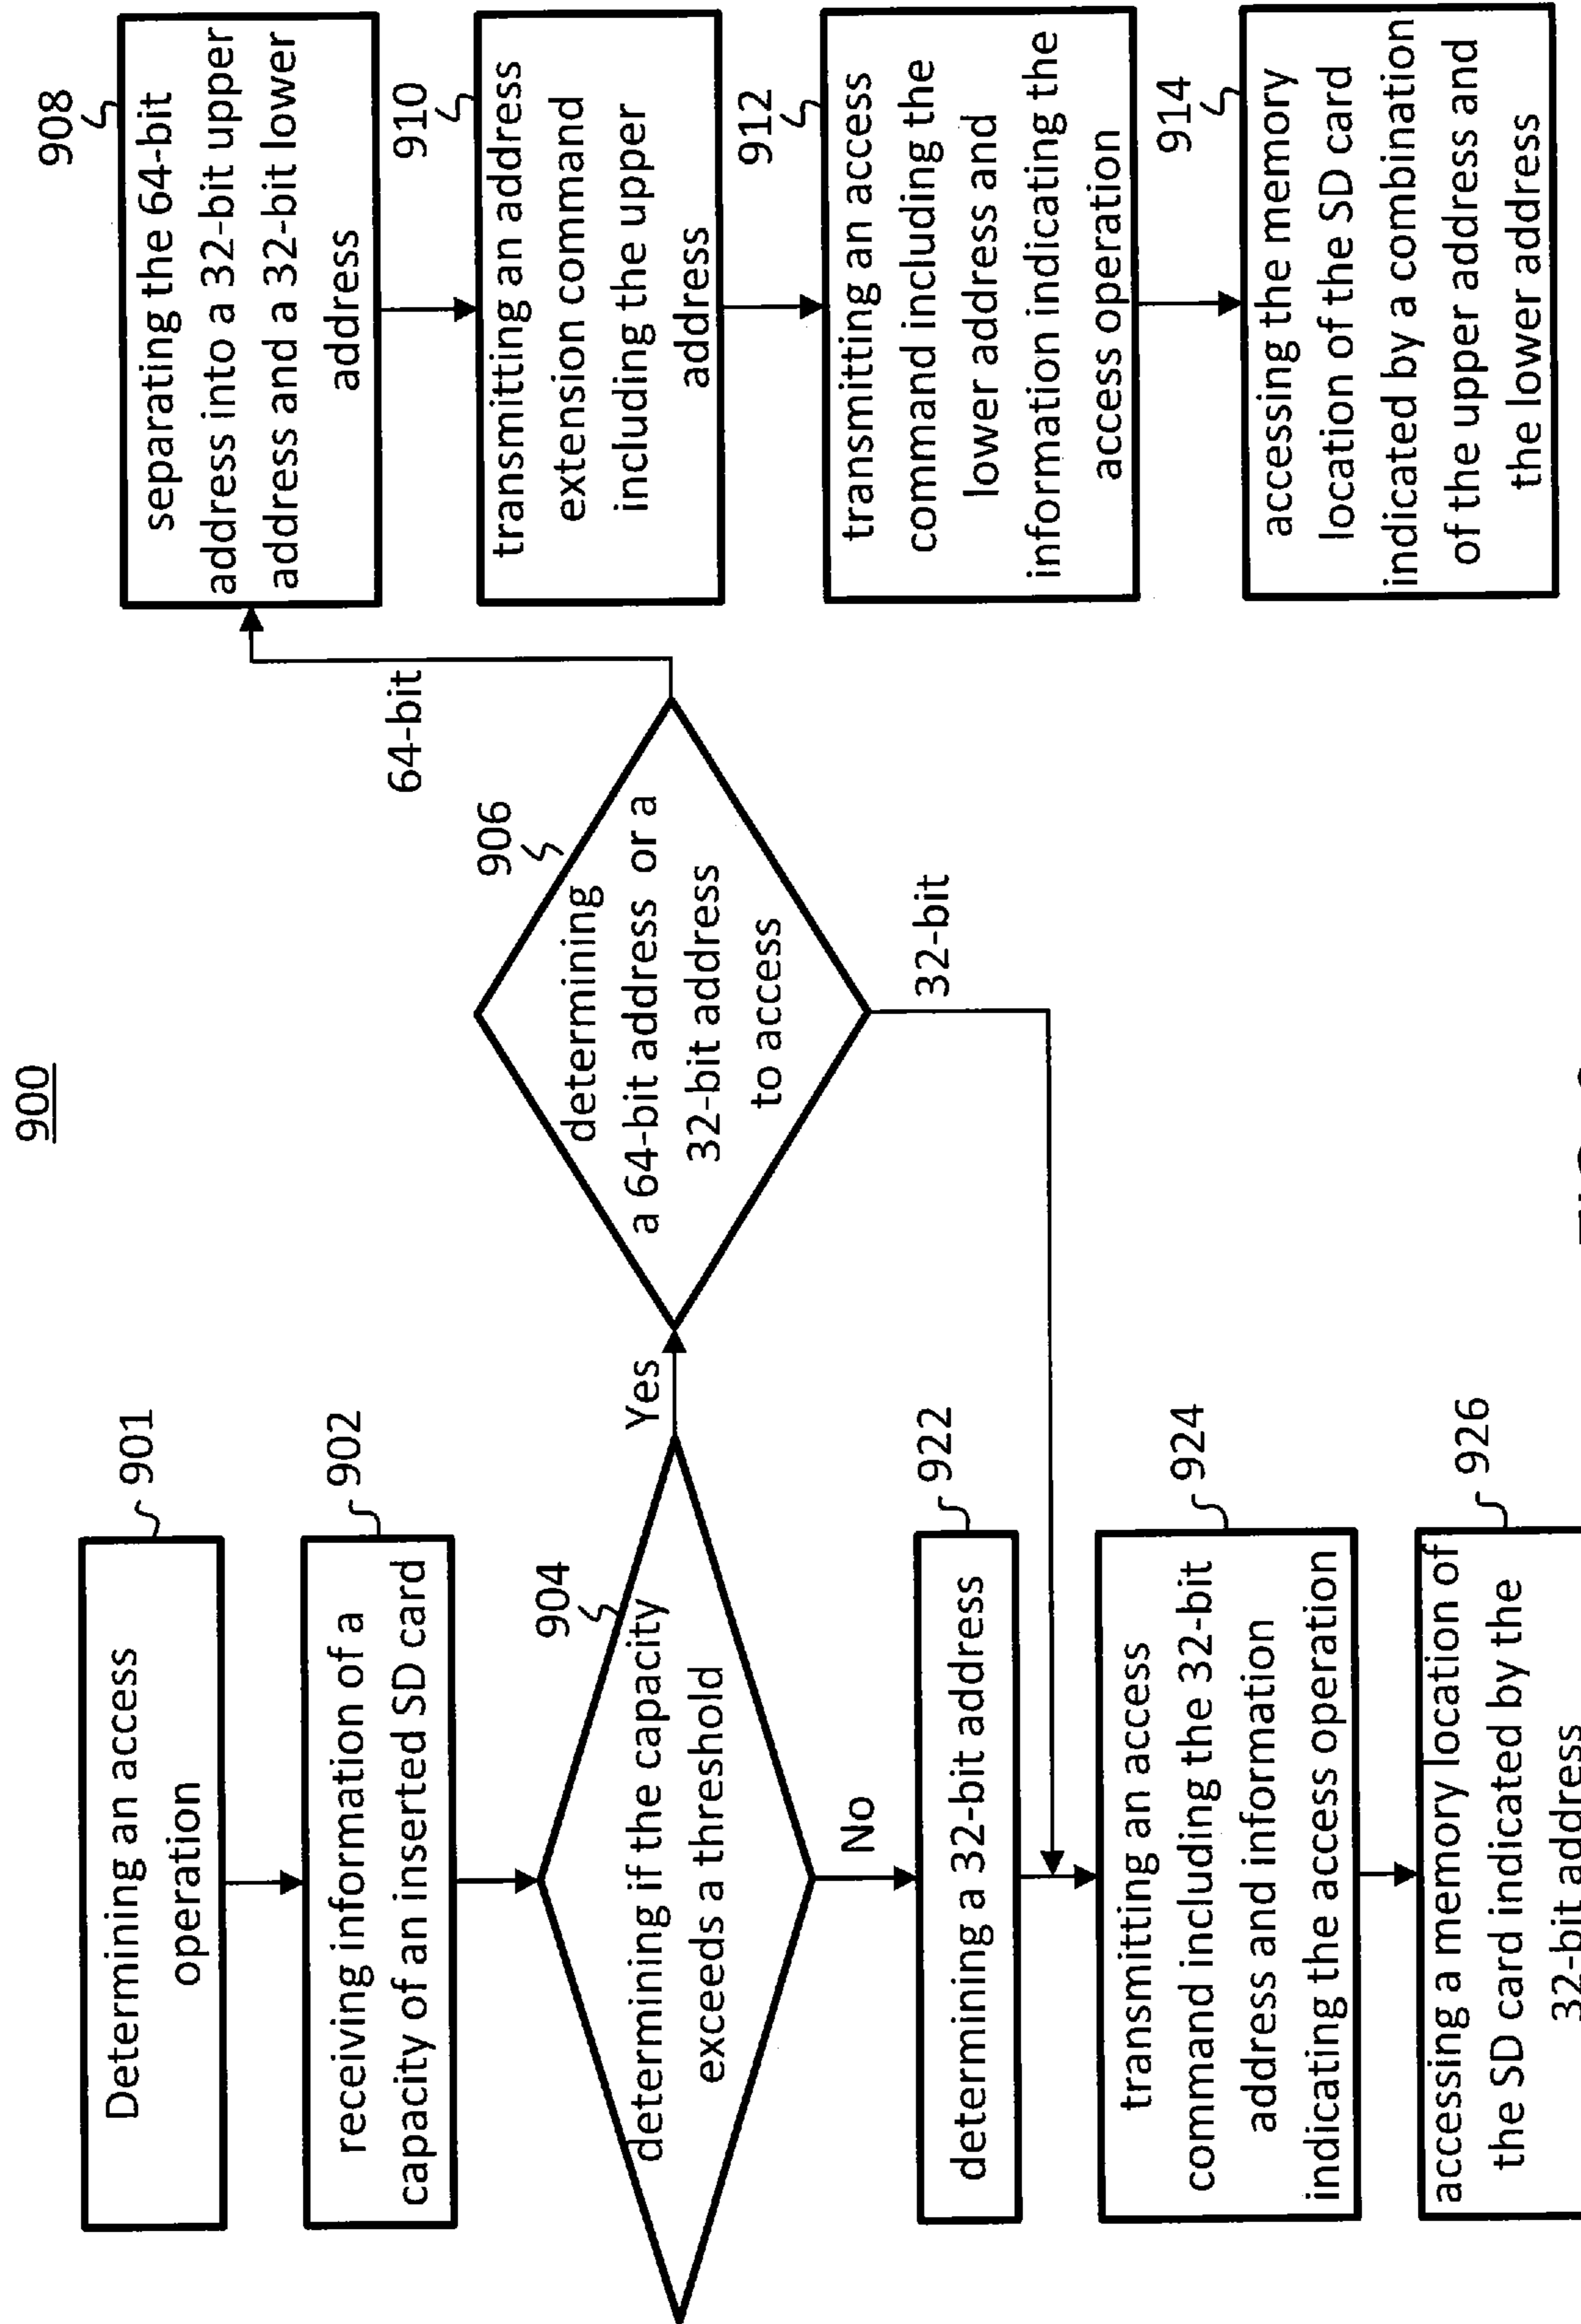 900
Determining an access
operation
901
receiving information of a
capacity of an inserted SD card
902
904
determining if the capacity
exceeds a threshold
Yes
No
906
determining
a 64-bit address or a
32-bit address
to access
64-bit
32-bit
908
separating the 64-bit
address into a 32-bit upper
address and a 32-bit lower
address
910
transmitting an address
extension command
including the upper
address
912
transmitting an access
command including the
lower address and
information indicating the
access operation
914
accessing the memory
location of the SD card
indicated by a combination
of the upper address and
the lower address
922
determining a 32-bit address
924
transmitting an access
command including the 32-bit
address and information
indicating the access operation
926
accessing a memory location of
the SD card indicated by the
32-bit address